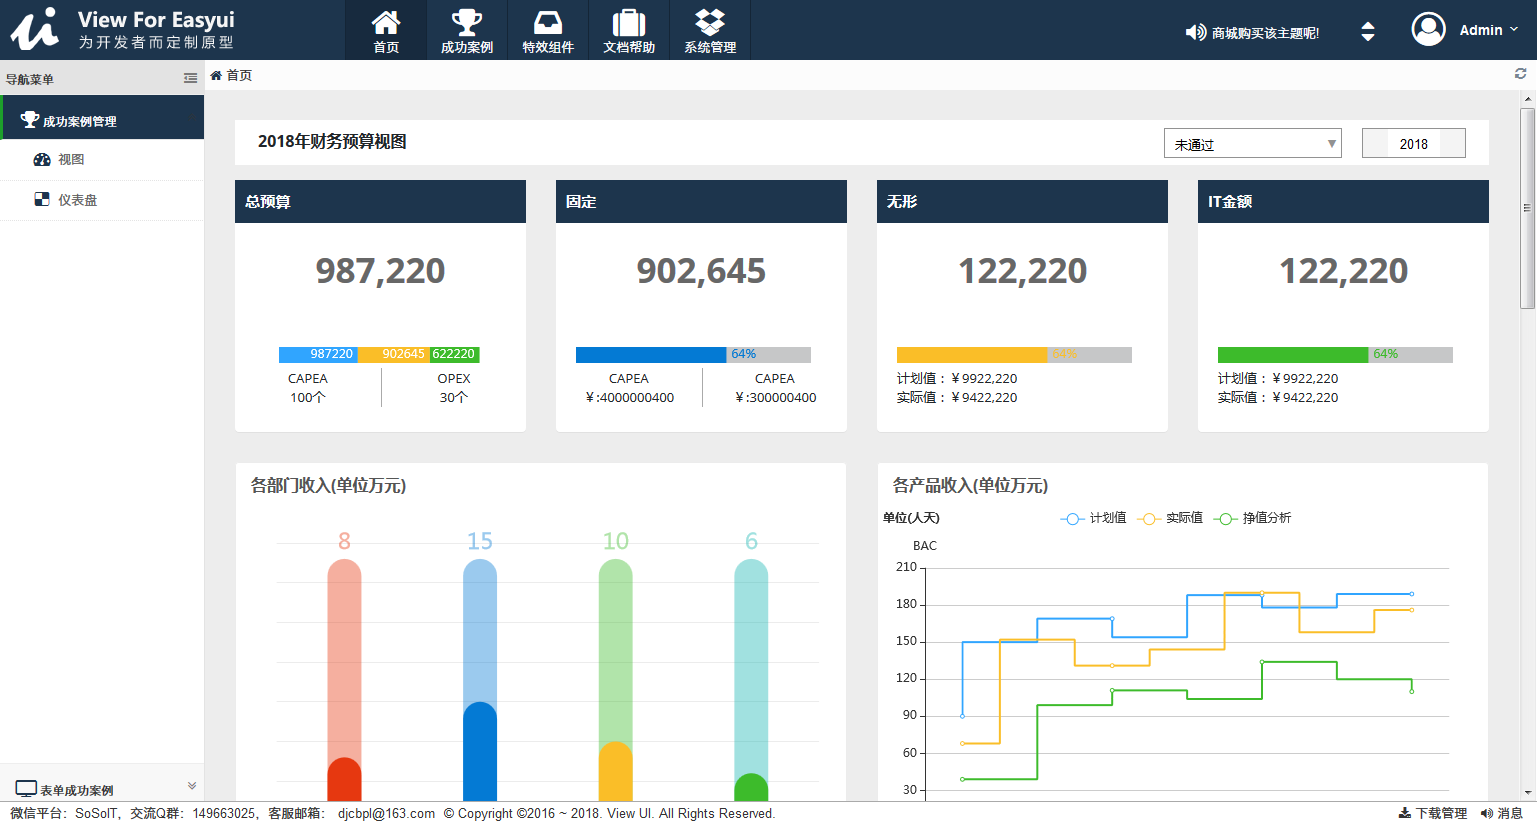 View For Easyui
为开发者而定制原型
首页
成功案例
特效组件
文档帮助
系统管理
商城购买该主题呢!
Admin
导航菜单
首页
成功案例管理
视图
仪表盘
表单成功案例
2018年财务预算视图
未通过
2018
总预算
987,220
987220 902645 622220
CAPEA OPEX
100个 30个
固定
902,645
64%
CAPEA CAPEA
￥:4000000400 ￥:300000400
无形
122,220
64%
计划值：￥9922,220
实际值：￥9422,220
IT金额
122,220
64%
计划值：￥9922,220
实际值：￥9422,220
各部门收入(单位万元)
8 15 10 6
各产品收入(单位万元)
单位(人天)
计划值 实际值 挣值分析
BAC
210
180
150
120
90
60
30
微信平台：SoSoIT，交流Q群：149663025，客服邮箱： djcbpl@163.com © Copyright ©2016 ~ 2018. View UI. All Rights Reserved.
下载管理 消息